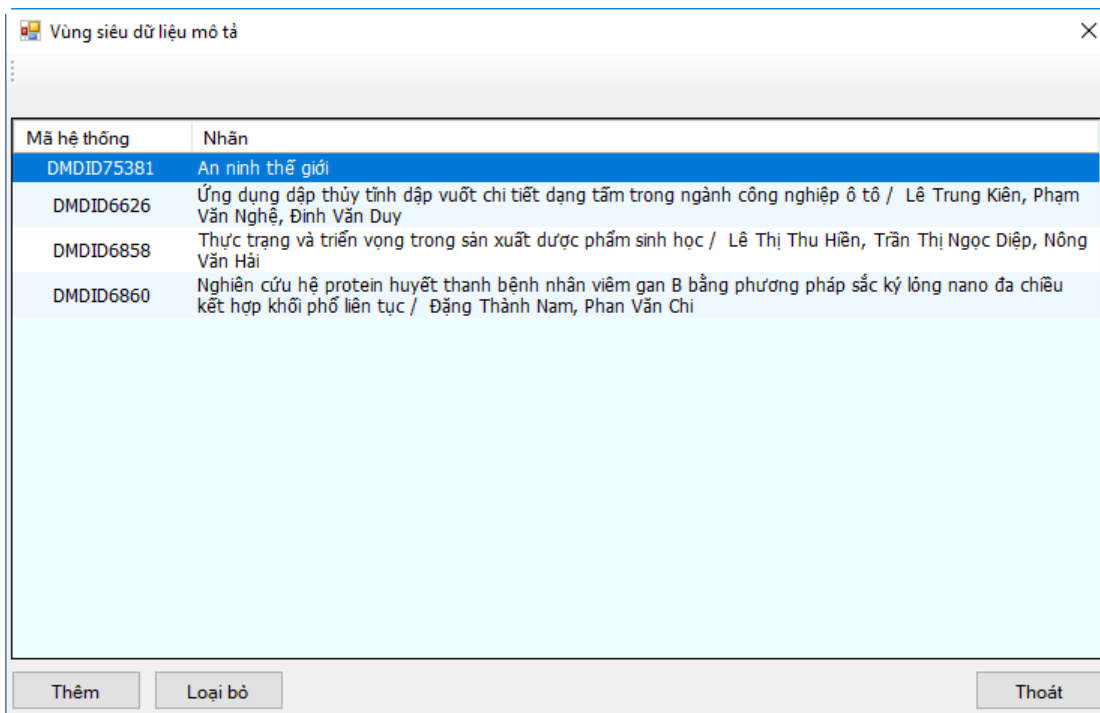 Vùng siêu dữ liệu mô tả
Mã hệ thống Nhãn
DMDID75381 An ninh thế giới
DMDID6626 Ứng dụng dập thủy tĩnh dập vuốt chi tiết dạng tấm trong ngành công nghiệp ô tô / Lê Trung Kiên, Phạm
Văn Nghệ, Đinh Văn Duy
DMDID6858 Thực trạng và triển vọng trong sản xuất dược phẩm sinh học / Lê Thị Thu Hiền, Trần Thị Ngọc Diệp, Nông
Văn Hải
DMDID6860 Nghiên cứu hệ protein huyết thanh bệnh nhân viêm gan B bằng phương pháp sắc ký lỏng nano đa chiều
kết hợp khối phổ liên tục / Đặng Thành Nam, Phan Văn Chi
Thêm Loại bỏ Thoát